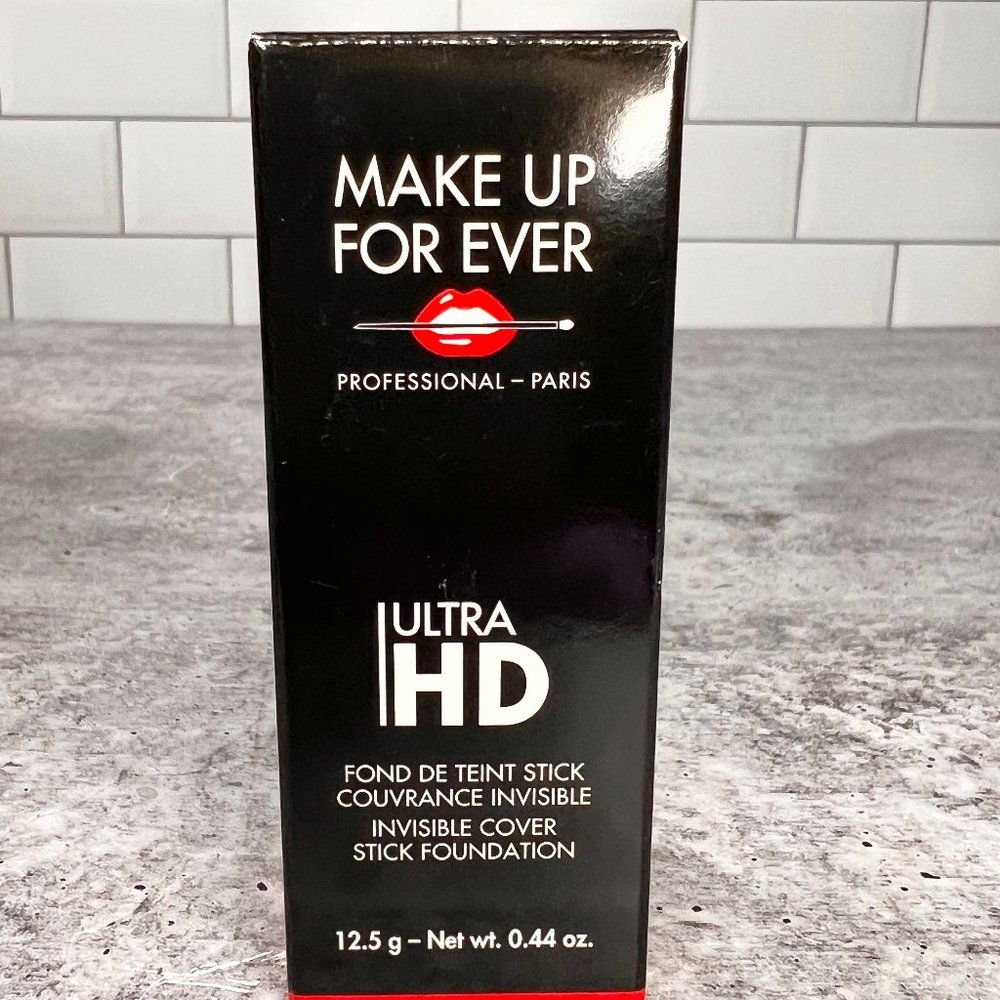 MAKE UP
FOR EVER
PROFESSIONAL – PARIS
ULTRA
HD
FOND DE TEINT STICK
COUVRANCE INVISIBLE
INVISIBLE COVER
STICK FOUNDATION
12.5 g – Net wt. 0.44 oz.